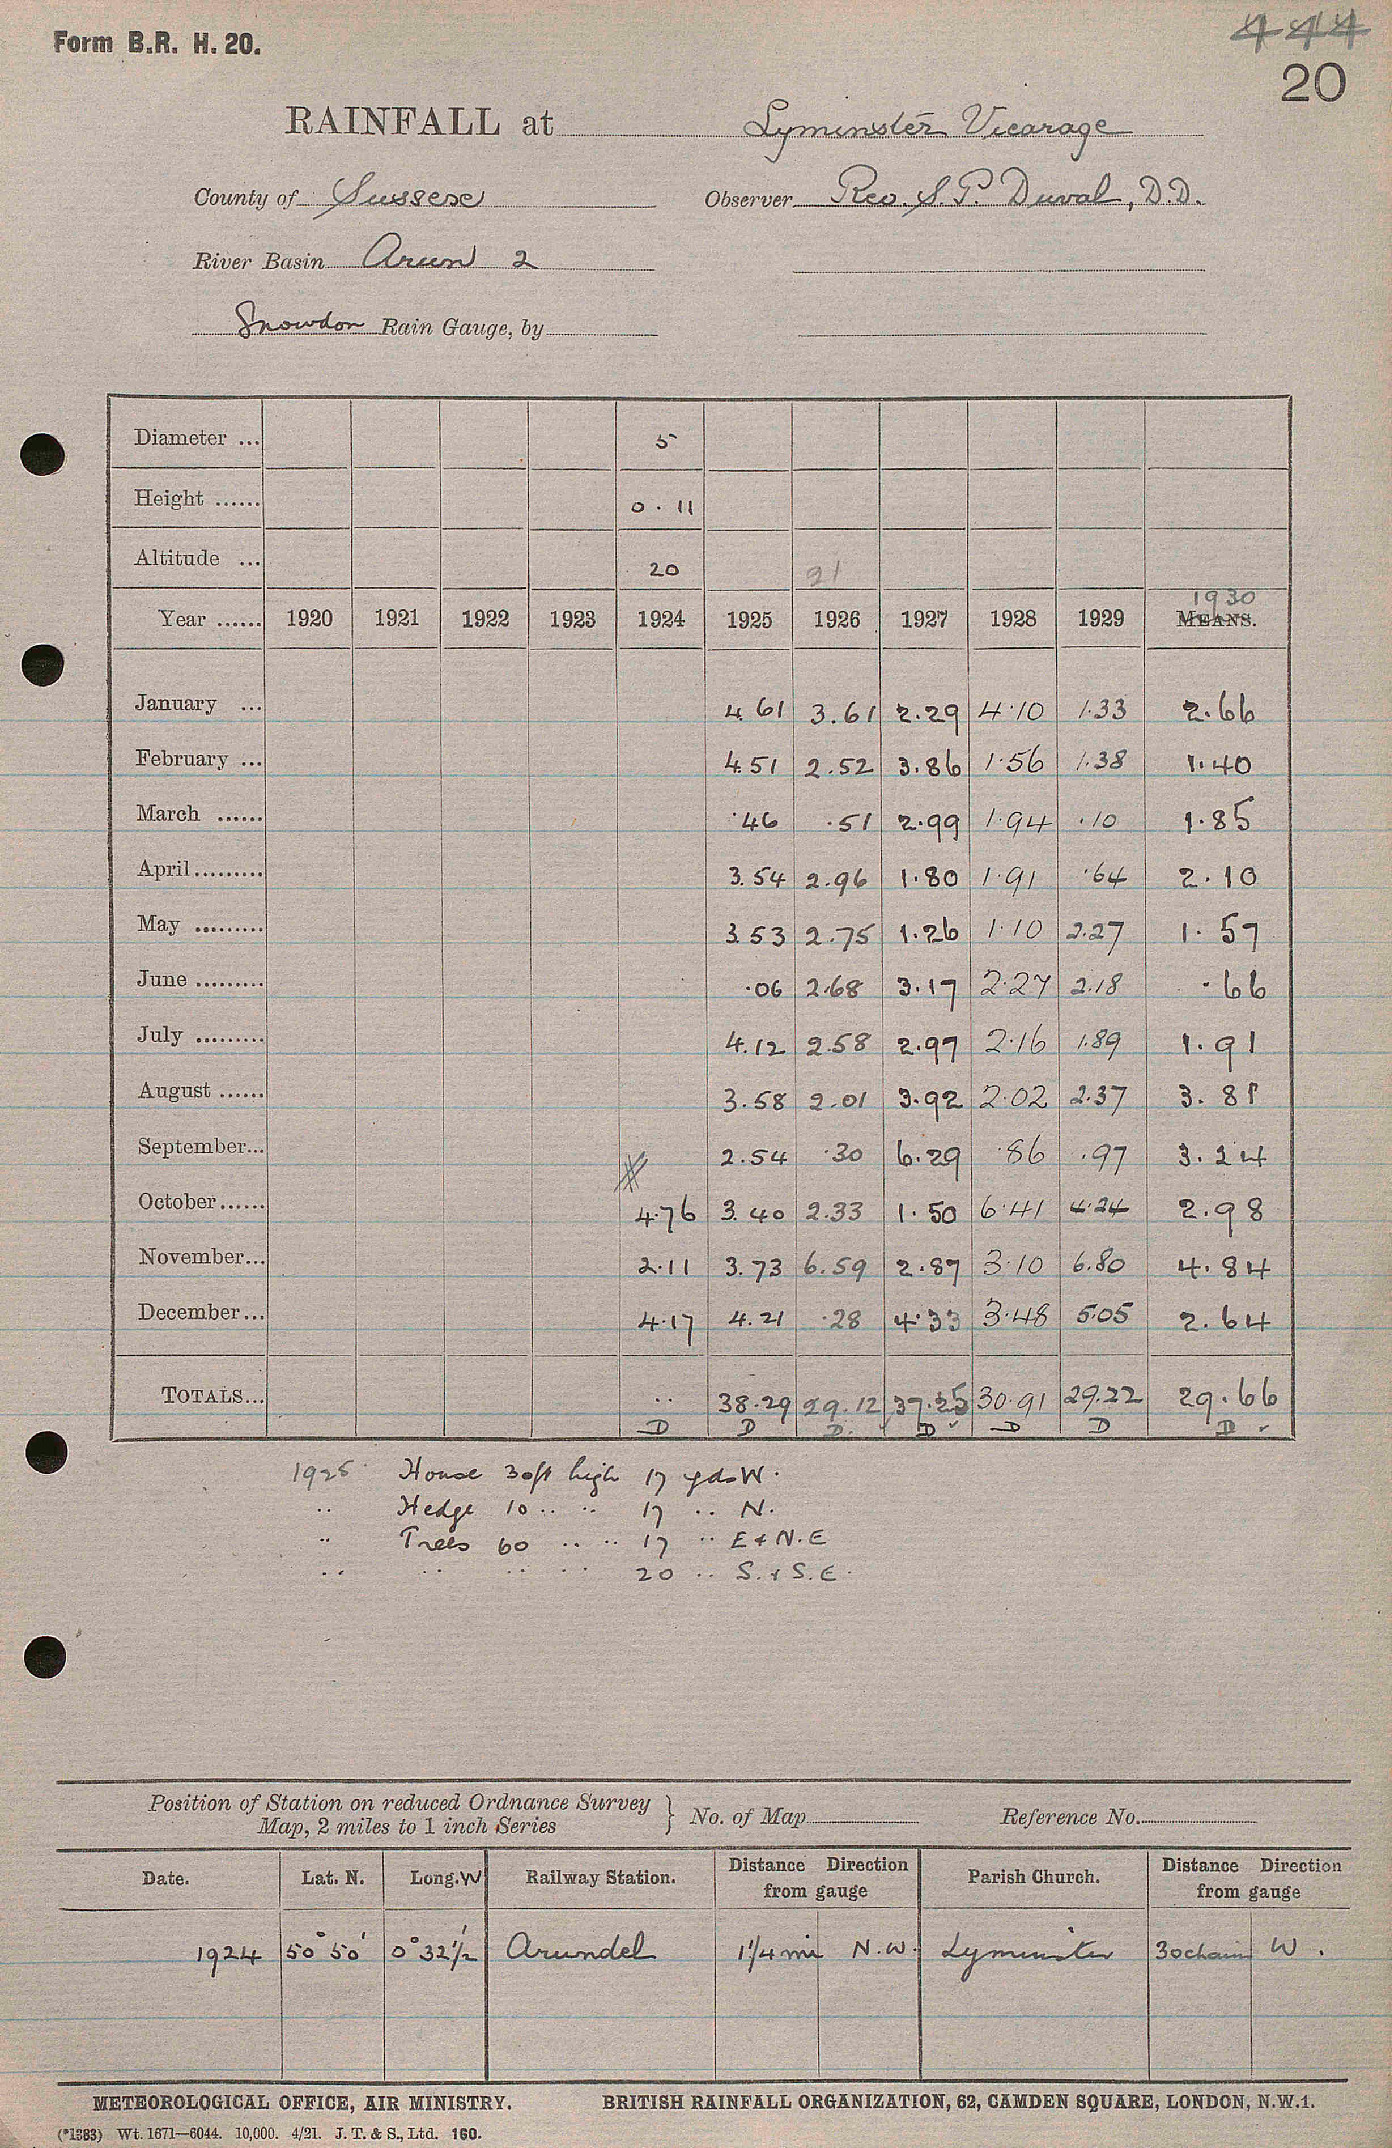 Form B.R. H. 20.
444
20
RAINFALL at Lyminster Vicarage
County of Sussex Observer Rev. S. P. Duval, D.D.
River Basin Arun 2
Snowdon Rain Gauge, by
Diameter ... 5
Height ...... 0 . 11
Altitude ... 20 21
1930
Year ...... 1920 1921 1922 1923 1924 1925 1926 1927 1928 1929 MEANS.
January ... 4.61 3.61 2.29 4.10 1.33 2.66
February ... 4.51 2.52 3.86 1.56 1.38 1.40
March ...... .46 .51 2.99 1.94 .10 1.85
April ......... 3.54 2.96 1.80 1.91 .64 2.10
May ......... 3.53 2.75 1.26 1.10 2.27 1.57
June ......... .06 2.68 3.17 2.27 2.18 .66
July ......... 4.12 2.58 2.97 2.16 1.89 1.91
August ...... 3.58 2.01 3.92 2.02 2.37 3.81
September... 2.54 .30 6.29 .86 .97 3.24
October...... 4.76 3.40 2.33 1.50 6.41 4.24 2.98
November... 2.11 3.73 6.59 2.87 3.10 6.80 4.84
December... 4.17 4.21 .28 4.33 3.48 5.05 2.64
TOTALS... .. 38.29 29.12 37.25 30.91 29.22 29.66
D D D. D D D D
1925 House 30ft high 17 yds W.
.. Hedge 10 .. .. 17 .. N.
.. Trees 60 .. .. 17 .. E & N.E
.. .. .. .. 20 .. S. & S.E.
Position of Station on reduced Ordnance Survey
Map, 2 miles to 1 inch Series } No. of Map Reference No.
Date. Lat. N. Long. W Railway Station. Distance Direction from gauge Parish Church. Distance Direction from gauge
1924 50° 50' 0° 32½' Arundel 1¼ mi N.W. Lyminster 30 chains W.
METEOROLOGICAL OFFICE, AIR MINISTRY. BRITISH RAINFALL ORGANIZATION, 62, CAMDEN SQUARE, LONDON, N.W.1.
(*1383) Wt. 1671—6044. 10,000. 4/21. J. T. & S., Ltd. 160.